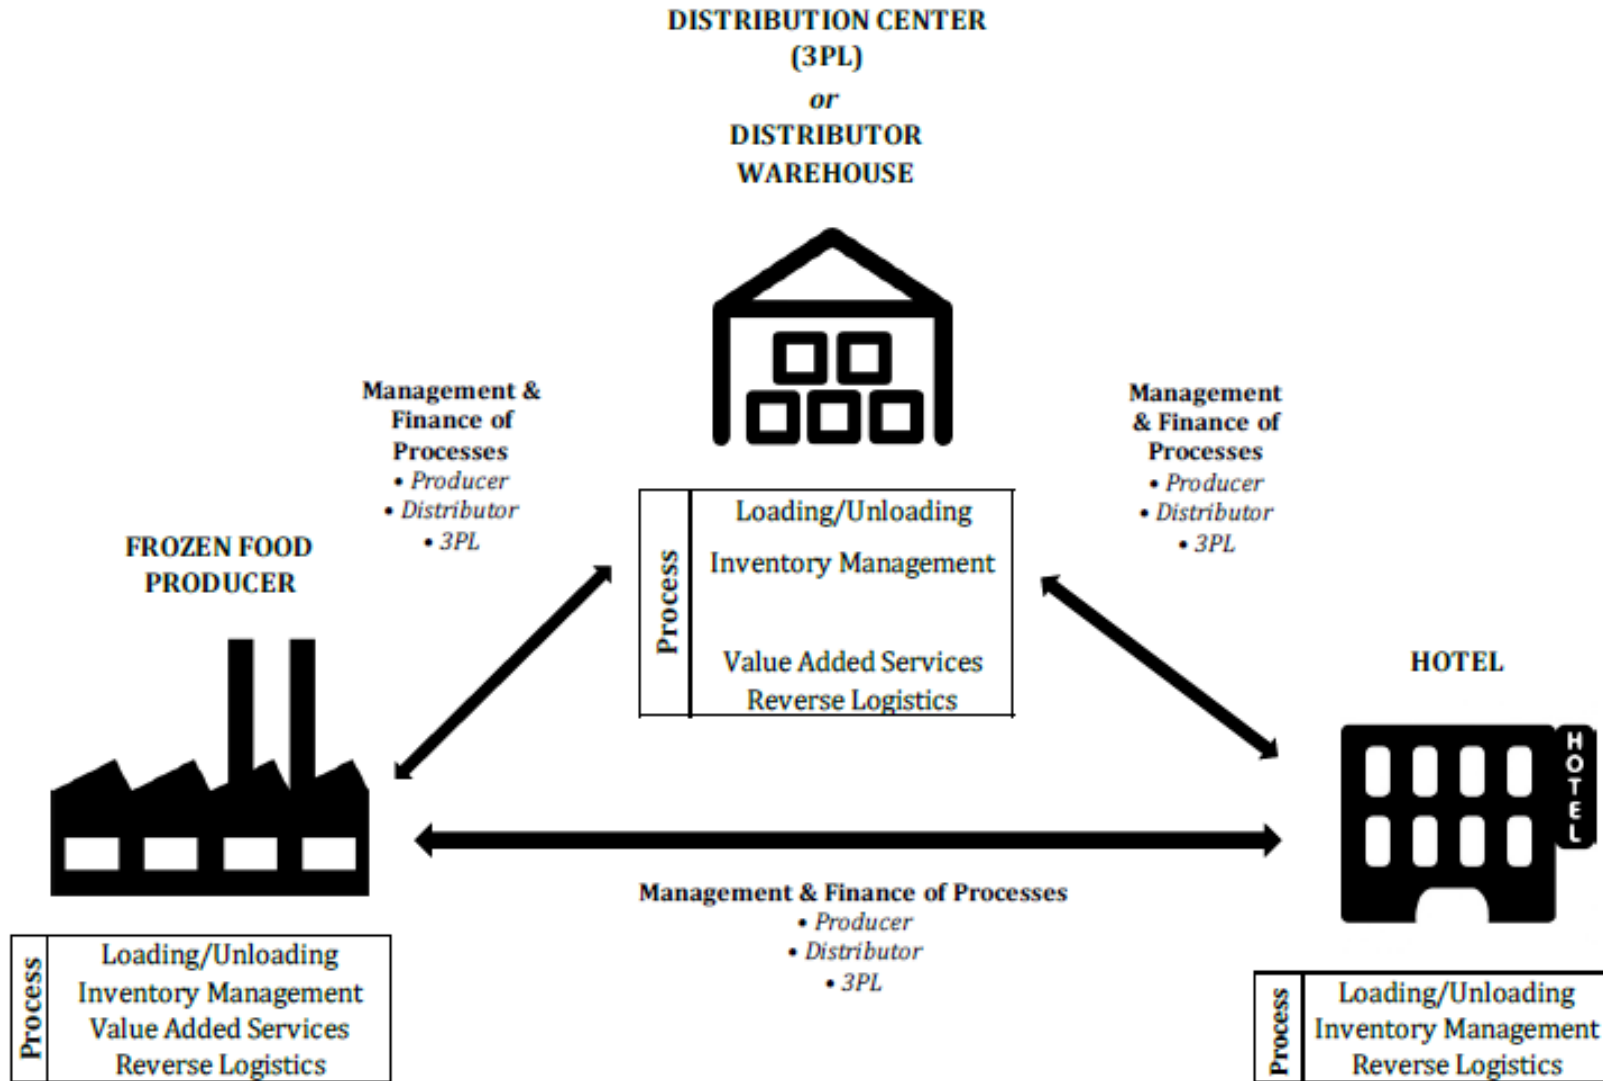 DISTRIBUTION CENTER
(3PL)
or
DISTRIBUTOR
WAREHOUSE
Management &
Finance of
Processes
• Producer
• Distributor
• 3PL
Management
& Finance of
Processes
• Producer
• Distributor
• 3PL
Process
Loading/Unloading
Inventory Management
Value Added Services
Reverse Logistics
FROZEN FOOD
PRODUCER
HOTEL
HOTEL
Management & Finance of Processes
• Producer
• Distributor
• 3PL
Process
Loading/Unloading
Inventory Management
Value Added Services
Reverse Logistics
Process
Loading/Unloading
Inventory Management
Reverse Logistics